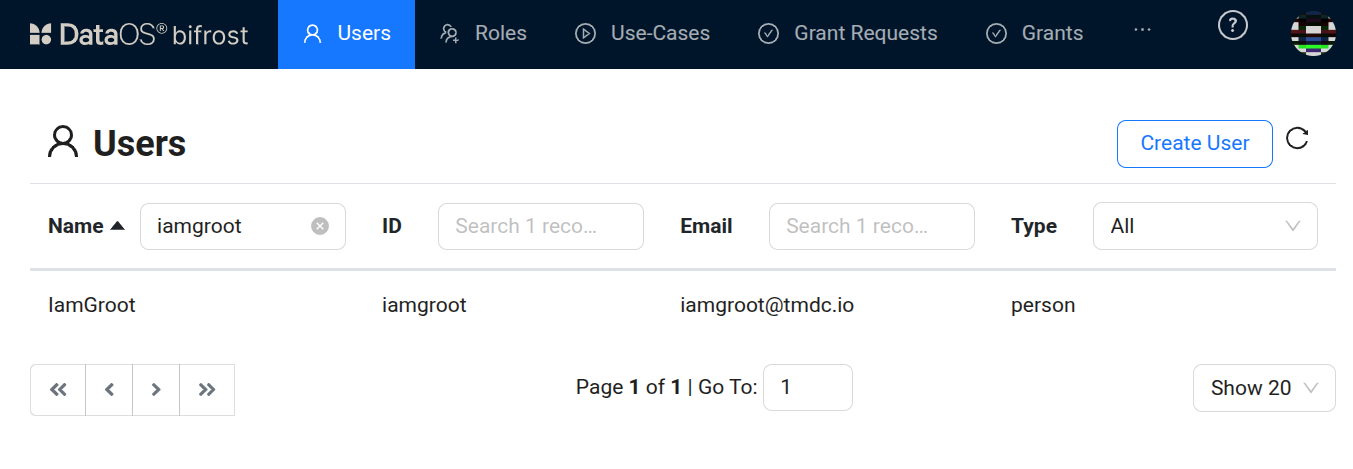 DataOS® bifrost Users Roles Use-Cases Grant Requests Grants ··· ?
Users Create User
Name iamgroot ID Search 1 reco... Email Search 1 reco... Type All
IamGroot iamgroot iamgroot@tmdc.io person
Page 1 of 1 | Go To: 1 Show 20